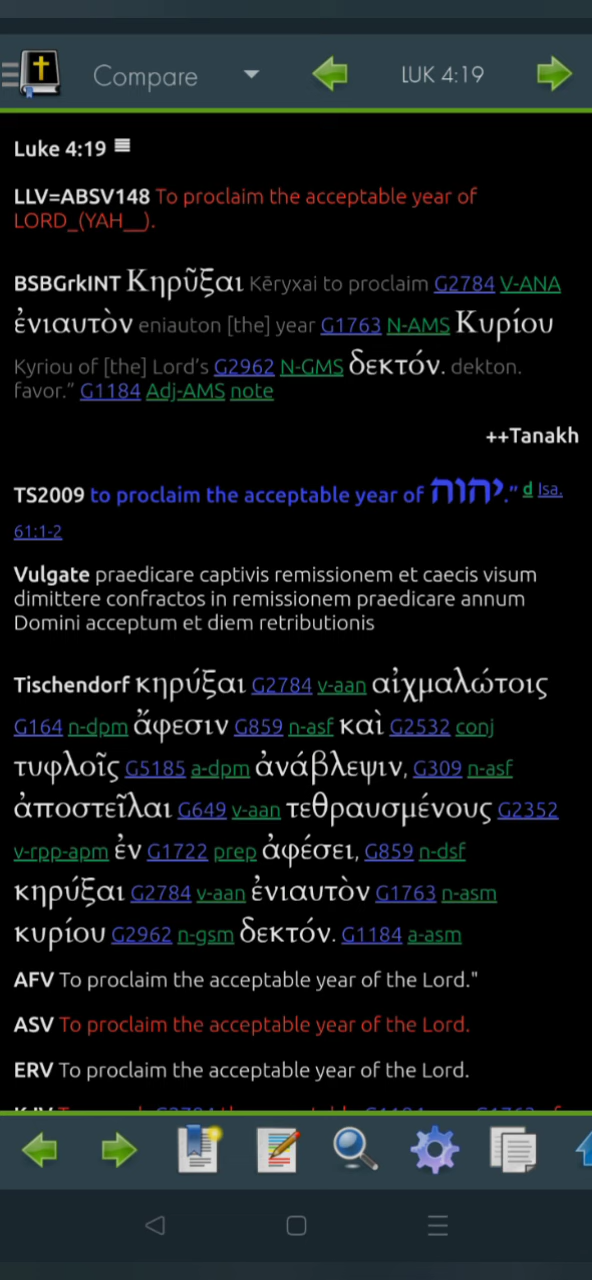 Compare LUK 4:19
Luke 4:19
LLV=ABSV148 To proclaim the acceptable year of
LORD_(YAH__).
BSBGrkINT Κηρῦξαι Kēryxai to proclaim G2784 V-ANA
ἐνιαυτὸν eniauton [the] year G1763 N-AMS Κυρίου
Kyriou of [the] Lord’s G2962 N-GMS δεκτόν. dekton.
favor.” G1184 Adj-AMS note
++Tanakh
TS2009 to proclaim the acceptable year of יהוה.” d Isa.
61:1-2
Vulgate praedicare captivis remissionem et caecis visum
dimittere confractos in remissionem praedicare annum
Domini acceptum et diem retributionis
Tischendorf κηρύξαι G2784 v-aan αἰχμαλώτοις
G164 n-dpm ἄφεσιν G859 n-asf καὶ G2532 conj
τυφλοῖς G5185 a-dpm ἀνάβλεψιν, G309 n-asf
ἀποστεῖλαι G649 v-aan τεθραυσμένους G2352
v-rpp-apm ἐν G1722 prep ἀφέσει, G859 n-dsf
κηρύξαι G2784 v-aan ἐνιαυτὸν G1763 n-asm
κυρίου G2962 n-gsm δεκτόν. G1184 a-asm
AFV To proclaim the acceptable year of the Lord."
ASV To proclaim the acceptable year of the Lord.
ERV To proclaim the acceptable year of the Lord.